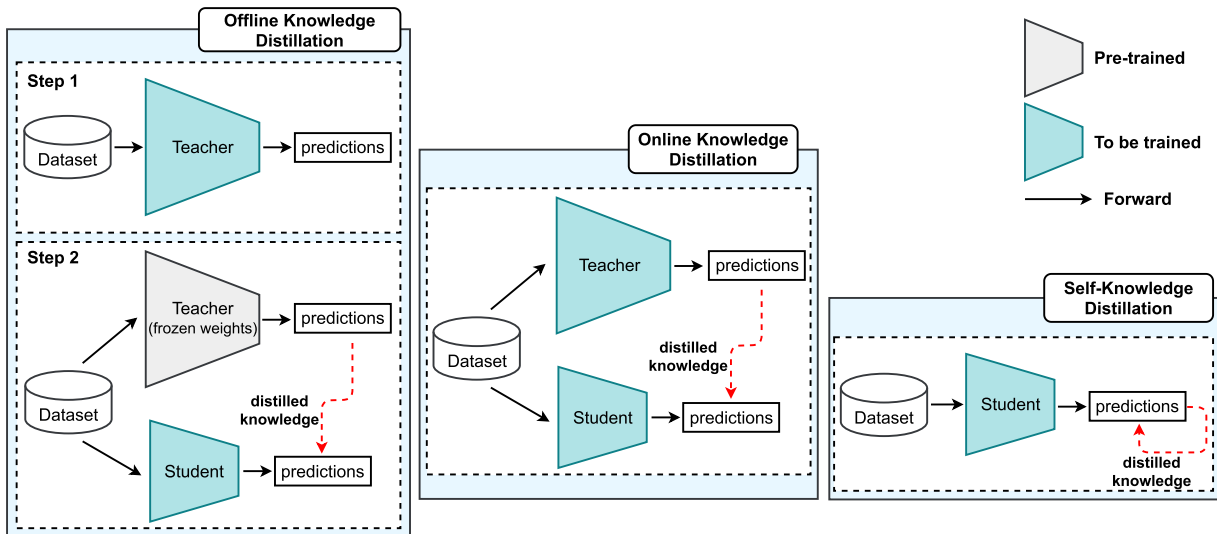 Offline Knowledge
Distillation
Step 1
Dataset
Teacher
predictions
Step 2
Teacher
(frozen weights)
predictions
Dataset
distilled
knowledge
Student
predictions
Online Knowledge
Distillation
Teacher
predictions
Dataset
distilled
knowledge
Student
predictions
Pre-trained
To be trained
Forward
Self-Knowledge
Distillation
Dataset
Student
predictions
distilled
knowledge